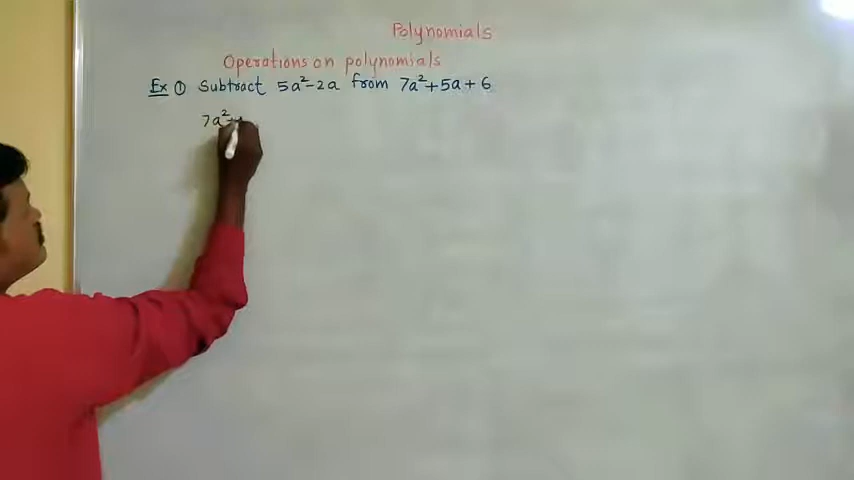 Polynomials
Operations on polynomials
Ex ① Subtract 5a²-2a from 7a²+5a+6
7a²+